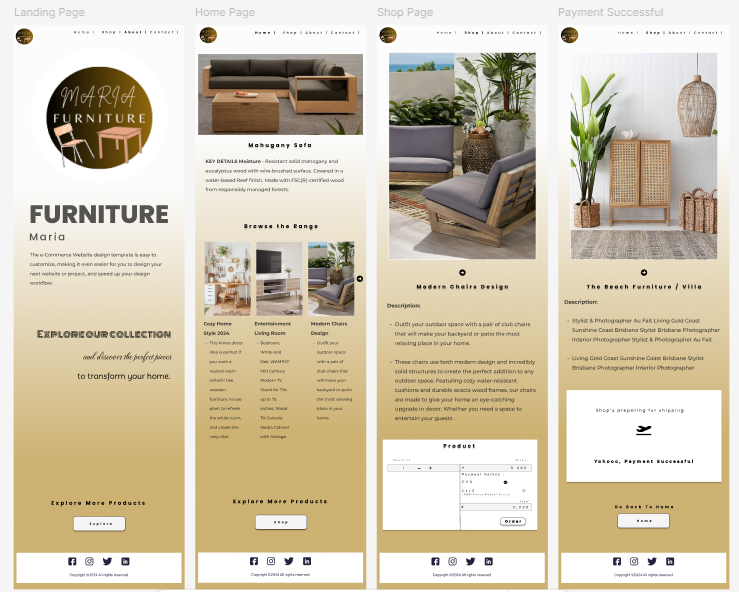 Landing Page
Home | Shop | About | Contact |
MARIA
FURNITURE
FURNITURE
Maria
The e-Commerce Website design template is easy to
customize, making it even easier for you to design your
next website or project, and speed up your design
workflow.
EXPLORE OUR COLLECTION
and discover the perfect pieces
to transform your home.
Explore More Products
Explore
Copyright ©2024 All rights reserved
Home Page
Home | Shop | About | Contact |
Mahogany Sofa
KEY DETAILS Moisture - Resistant solid mahogany and
eucalyptus wood with wire-brushed surface. Covered in a
water-based Reef finish. Made with FSC(R)-certified wood
from responsibly managed forests.
Browse the Range
Cozy Home
Style 2024
- This home decor
idea is perfect if
you want a
neutral room
refresh! Use
wooden
furniture, house
plant to refresh
the white room,
and create the
cozy vibe.
Entertainment
Living Room
- Bedroom,
White and
Oak, WAMPAT
Mid Century
Modern TV
Stand for TVs
up to 75
inches, Wood
TV Console
Media Cabinet
with Storage.
Modern Chairs
Design
- Outfit your
outdoor space
with a pair of
club chairs that
will make your
backyard or patio
the most relaxing
place in your
home.
Explore More Products
Shop
Copyright ©2024 All rights reserved
Shop Page
Home | Shop | About | Contact |
Modern Chairs Design
Description:
- Outfit your outdoor space with a pair of club chairs
that will make your backyard or patio the most
relaxing place in your home.
- These chairs use both modern design and incredibly
solid structures to create the perfect addition to any
outdoor space. Featuring cozy water-resistant
cushions and durable acacia wood frames, our chairs
are made to give your home an eye-catching
upgrade in decor. Whether you need a space to
entertain your guests.
Product
5,000
Payment method
COD
Card
Total
5,000
Order
Copyright ©2024 All rights reserved
Payment Successful
Home | Shop | About | Contact |
The Beach Furniture / Villa
Description:
- Stylist & Photographer Au Fait Living Gold Coast
Sunshine Coast Brisbane Stylist Brisbane Photographer
Interior Photographer Stylist & Photographer Au Fait .
- Living Gold Coast Sunshine Coast Brisbane Stylist
Brisbane Photographer Interior Photographer
Shop's preparing for shipping
Yohooo, Payment Successful
Go Back To Home
Home
Copyright ©2024 All rights reserved